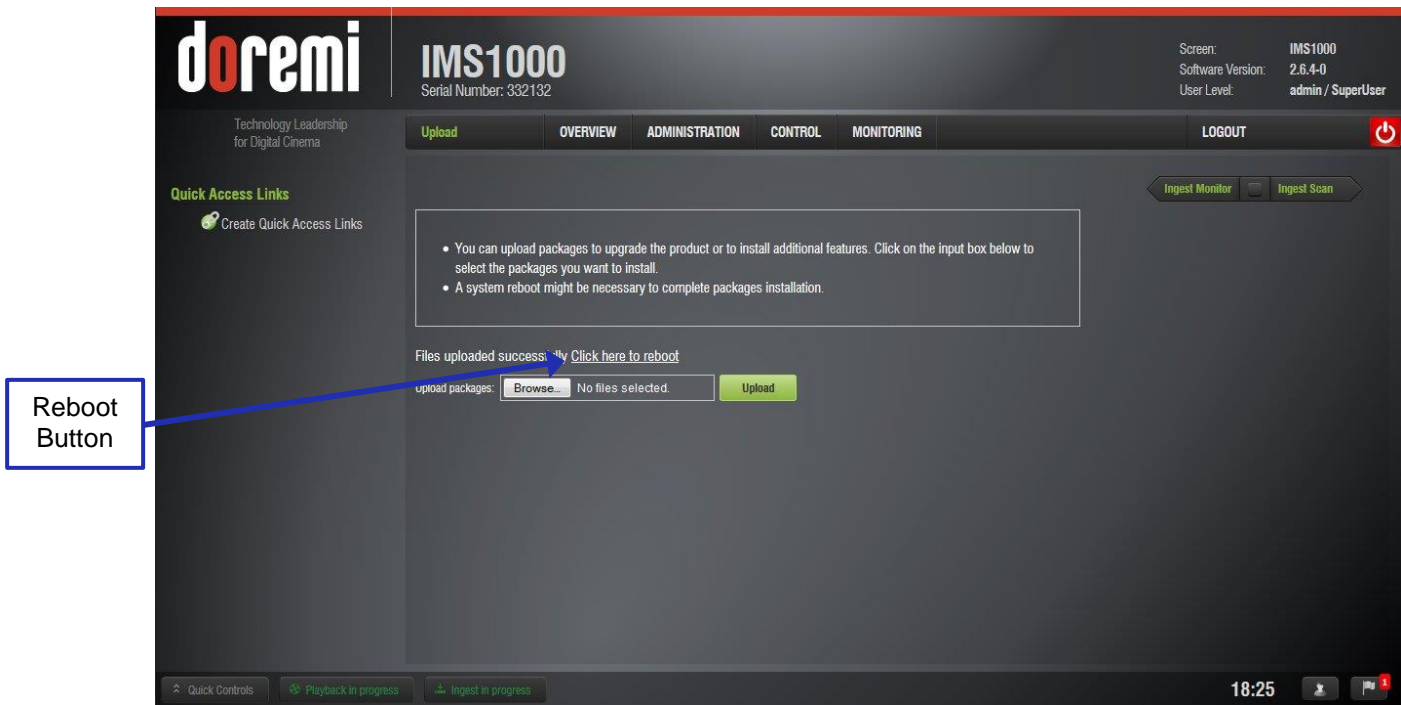 doremi
IMS1000
Serial Number: 332132
Screen: IMS1000
Software Version: 2.6.4-0
User Level: admin / SuperUser
Technology Leadership
for Digital Cinema
Upload OVERVIEW ADMINISTRATION CONTROL MONITORING LOGOUT
Quick Access Links
Create Quick Access Links
Ingest Monitor Ingest Scan
• You can upload packages to upgrade the product or to install additional features. Click on the input box below to
select the packages you want to install.
• A system reboot might be necessary to complete packages installation.
Files uploaded successfully Click here to reboot
Upload packages: Browse... No files selected. Upload
Reboot
Button
Quick Controls Playback in progress Ingest in progress 18:25 1